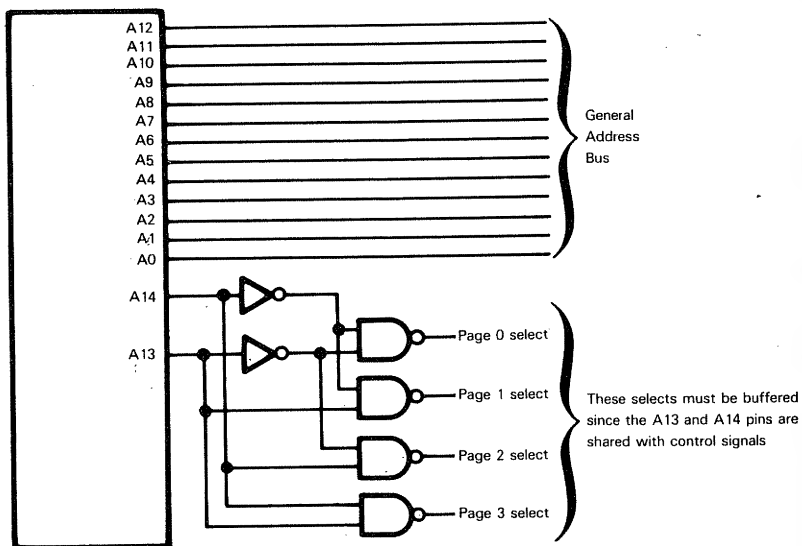 A12
A11
A10
A9
A8
A7
A6
A5
A4
A3
A2
A1
A0
General
Address
Bus
A14
A13
Page 0 select
Page 1 select
Page 2 select
Page 3 select
These selects must be buffered
since the A13 and A14 pins are
shared with control signals